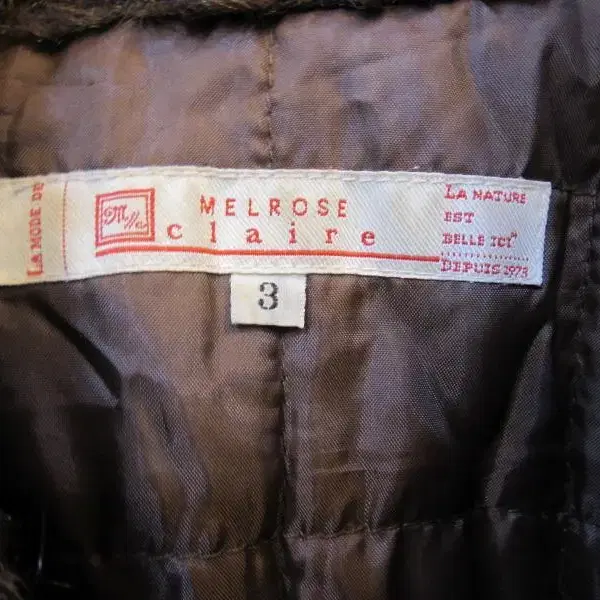 LA MODE DE
MELROSE
claire
LA NATURE
EST
BELLE ICI"
DEPUIS 1973
3